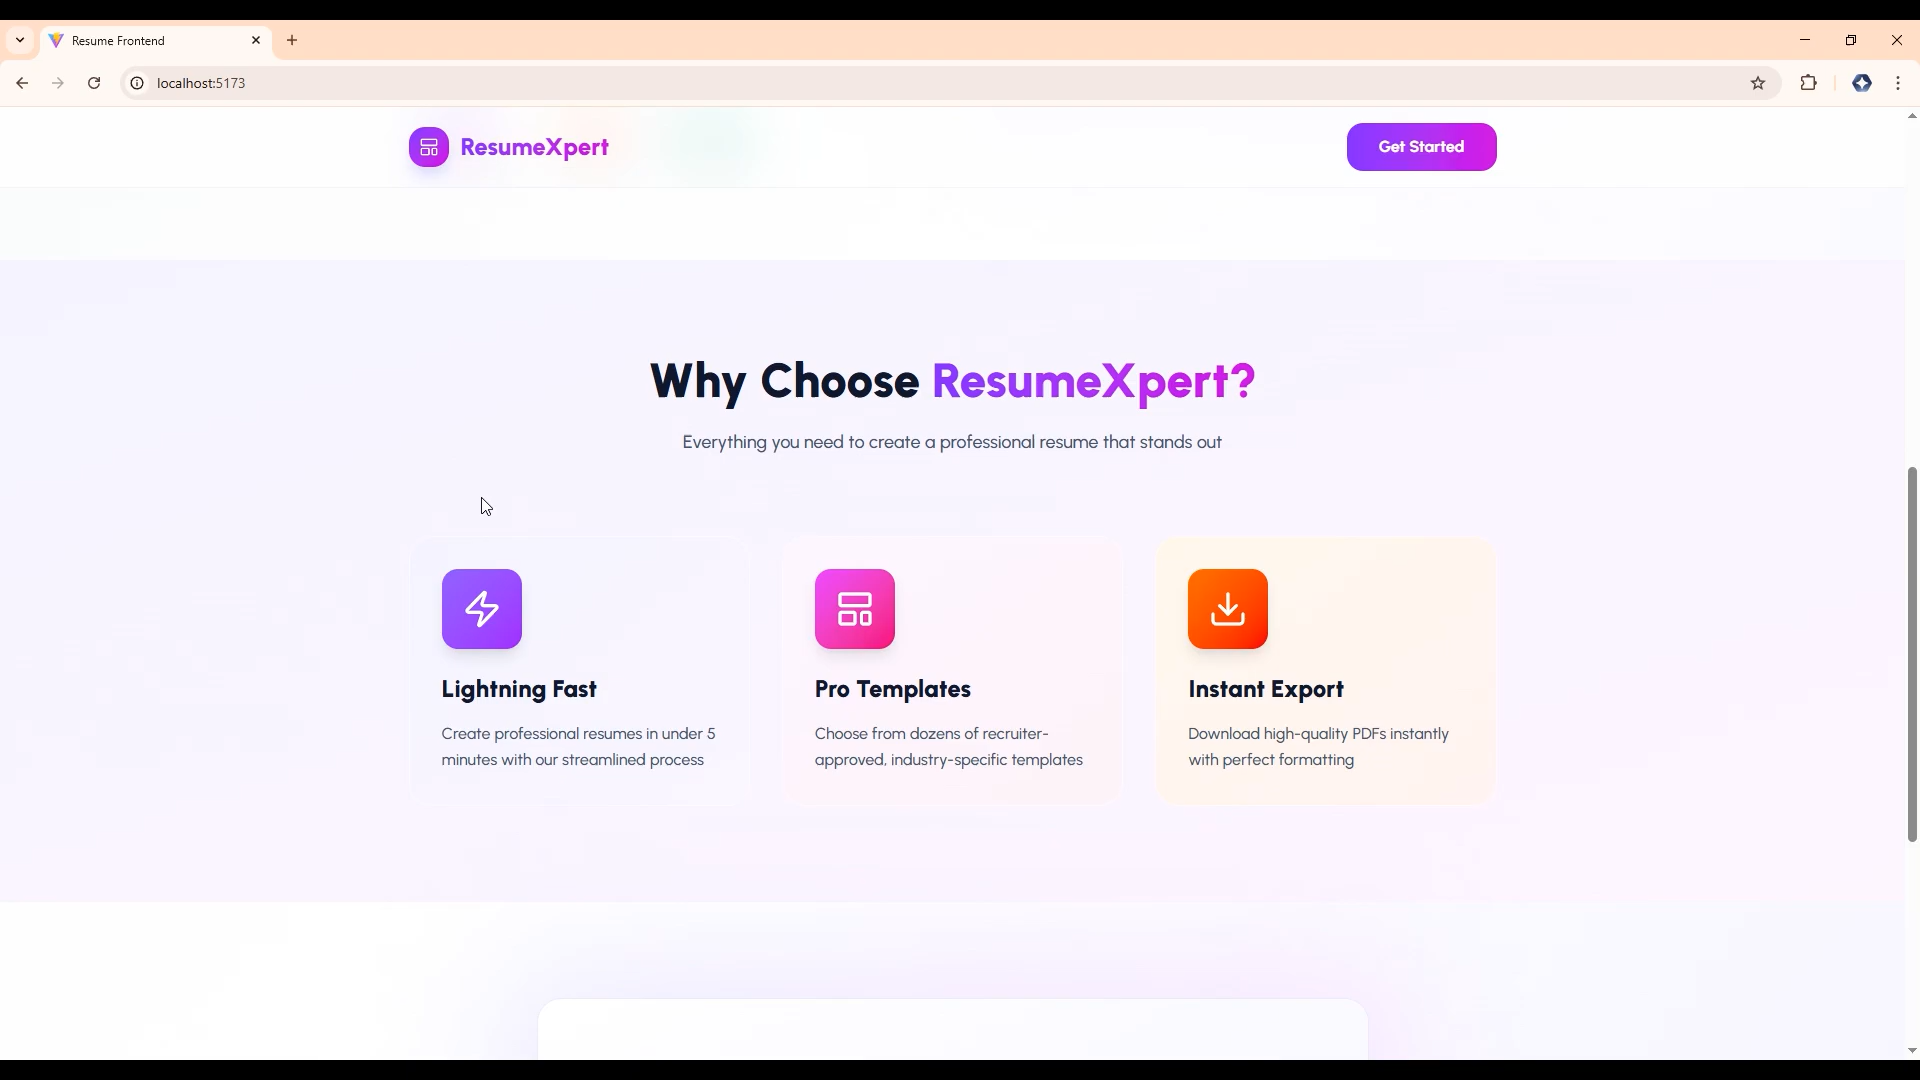 Resume Frontend
localhost:5173
ResumeXpert
Get Started
Why Choose ResumeXpert?
Everything you need to create a professional resume that stands out
Lightning Fast
Create professional resumes in under 5
minutes with our streamlined process
Pro Templates
Choose from dozens of recruiter-
approved, industry-specific templates
Instant Export
Download high-quality PDFs instantly
with perfect formatting